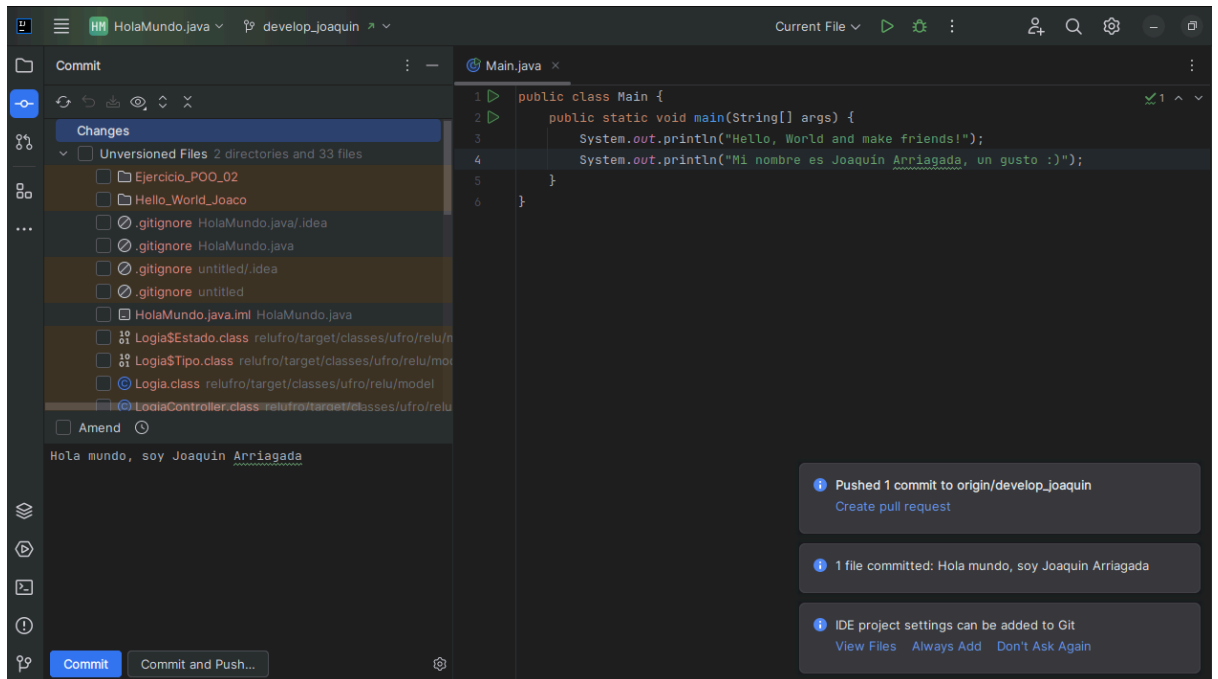 HM HolaMundo.java develop_joaquin Current File
Commit
Changes
Unversioned Files 2 directories and 33 files
Ejercicio_POO_02
Hello_World_Joaco
.gitignore HolaMundo.java/.idea
.gitignore HolaMundo.java
.gitignore untitled/.idea
.gitignore untitled
HolaMundo.java.iml HolaMundo.java
Logia$Estado.class relufro/target/classes/ufro/relu/m
Logia$Tipo.class relufro/target/classes/ufro/relu/mo
Logia.class relufro/target/classes/ufro/relu/model
LogiaController.class relufro/target/classes/ufro/relu
Amend
Hola mundo, soy Joaquin Arriagada
Commit Commit and Push...
Main.java
1 public class Main { 1
2 public static void main(String[] args) {
3 System.out.println("Hello, World and make friends!");
4 System.out.println("Mi nombre es Joaquin Arriagada, un gusto :)");
5 }
6 }
Pushed 1 commit to origin/develop_joaquin
Create pull request
1 file committed: Hola mundo, soy Joaquin Arriagada
IDE project settings can be added to Git
View Files Always Add Don't Ask Again